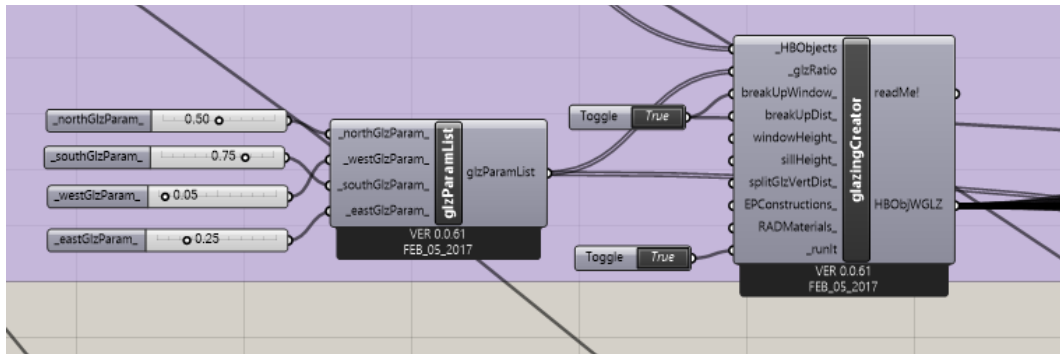 _northGlzParam_ 0.50
_southGlzParam_ 0.75
_westGlzParam_ 0.05
_eastGlzParam_ 0.25
_northGlzParam_
_westGlzParam_
_southGlzParam_
_eastGlzParam_
glzParamList
glzParamList
VER 0.0.61
FEB_05_2017
Toggle True
Toggle True
_HBObjects
_glzRatio
breakUpWindow_
breakUpDist_
windowHeight_
sillHeight_
splitGlzVertDist_
EPConstructions_
RADMaterials_
_runIt
glazingCreator
readMe!
HBObjWGLZ
VER 0.0.61
FEB_05_2017